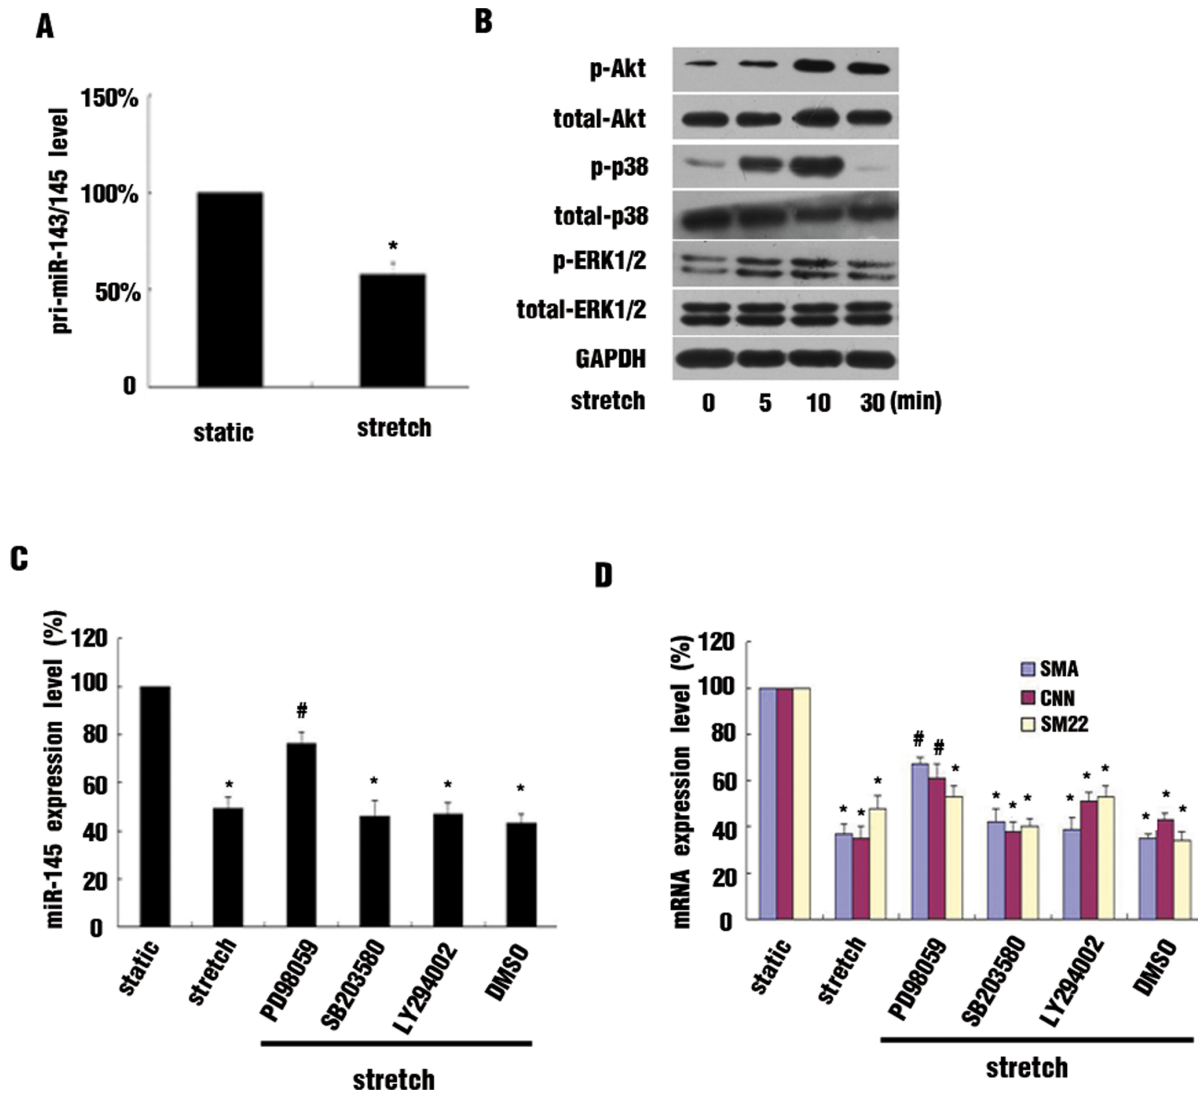 A
pri-miR-143/145 level
150%
100%
50%
0
*
static stretch
B
p-Akt
total-Akt
p-p38
total-p38
p-ERK1/2
total-ERK1/2
GAPDH
stretch 0 5 10 30 (min)
C
miR-145 expression level (%)
120
100
80
60
40
20
0
* # * * *
static stretch PD98059 SB203580 LY294002 DMSO
stretch
D
mRNA expression level (%)
120
100
80
60
40
20
0
SMA
CNN
SM22
* * * # # * * * * * * * * * *
static stretch PD98059 SB203580 LY294002 DMSO
stretch